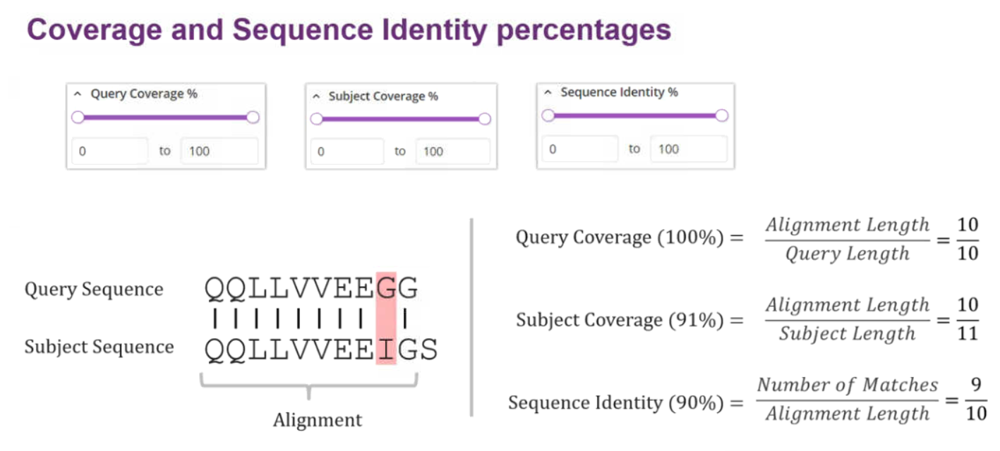 Coverage and Sequence Identity percentages
^ Query Coverage %
0 to 100
^ Subject Coverage %
0 to 100
^ Sequence Identity %
0 to 100
Query Sequence QQLLVVEEGG
| | | | | | | | |
Subject Sequence QQLLVVEEIGS
Alignment
Query Coverage (100%) = Alignment Length / Query Length = 10 / 10
Subject Coverage (91%) = Alignment Length / Subject Length = 10 / 11
Sequence Identity (90%) = Number of Matches / Alignment Length = 9 / 10